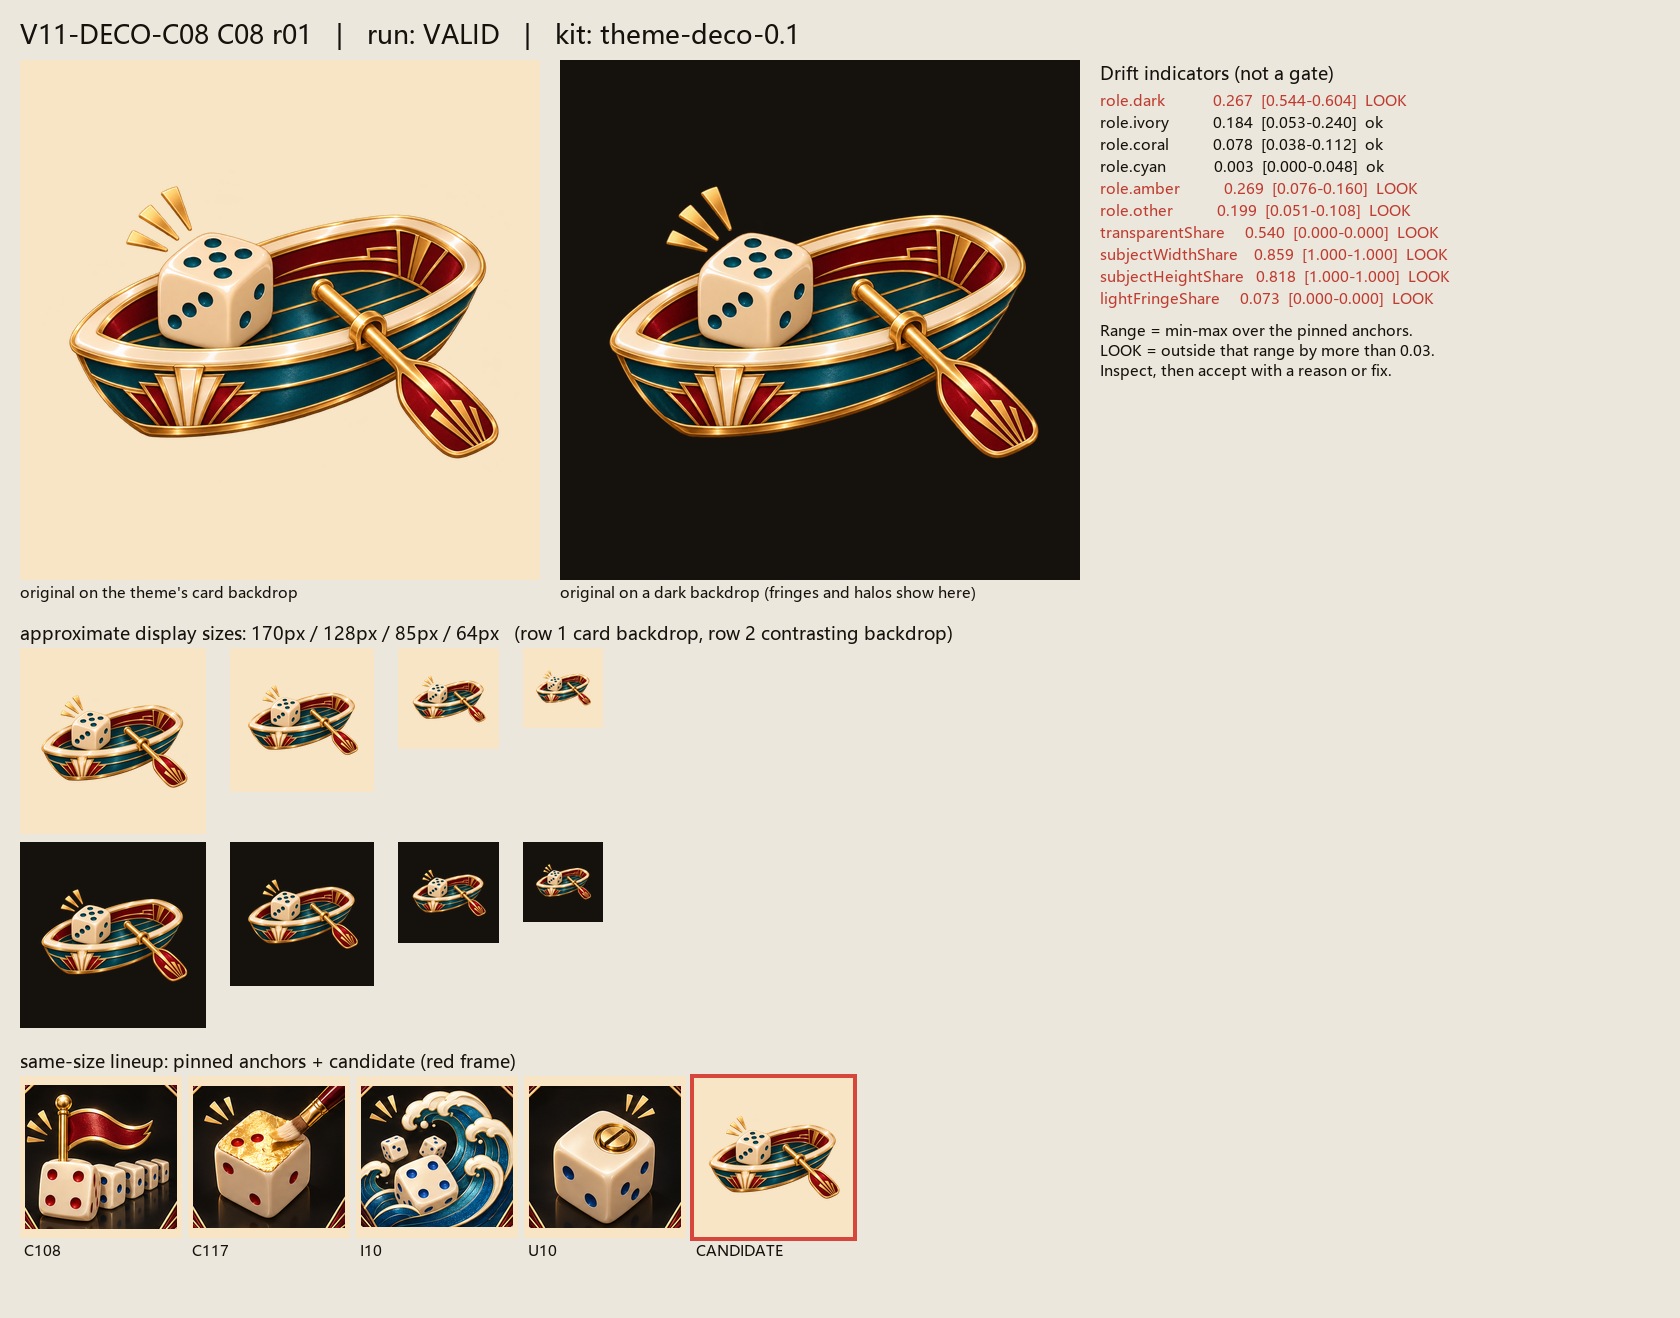 V11-DECO-C08 C08 r01 | run: VALID | kit: theme-deco-0.1
Drift indicators (not a gate)
role.dark 0.267 [0.544-0.604] LOOK
role.ivory 0.184 [0.053-0.240] ok
role.coral 0.078 [0.038-0.112] ok
role.cyan 0.003 [0.000-0.048] ok
role.amber 0.269 [0.076-0.160] LOOK
role.other 0.199 [0.051-0.108] LOOK
transparentShare 0.540 [0.000-0.000] LOOK
subjectWidthShare 0.859 [1.000-1.000] LOOK
subjectHeightShare 0.818 [1.000-1.000] LOOK
lightFringeShare 0.073 [0.000-0.000] LOOK
Range = min-max over the pinned anchors.
LOOK = outside that range by more than 0.03.
Inspect, then accept with a reason or fix.
original on the theme's card backdrop
original on a dark backdrop (fringes and halos show here)
approximate display sizes: 170px / 128px / 85px / 64px (row 1 card backdrop, row 2 contrasting backdrop)
same-size lineup: pinned anchors + candidate (red frame)
C108
C117
I10
U10
CANDIDATE